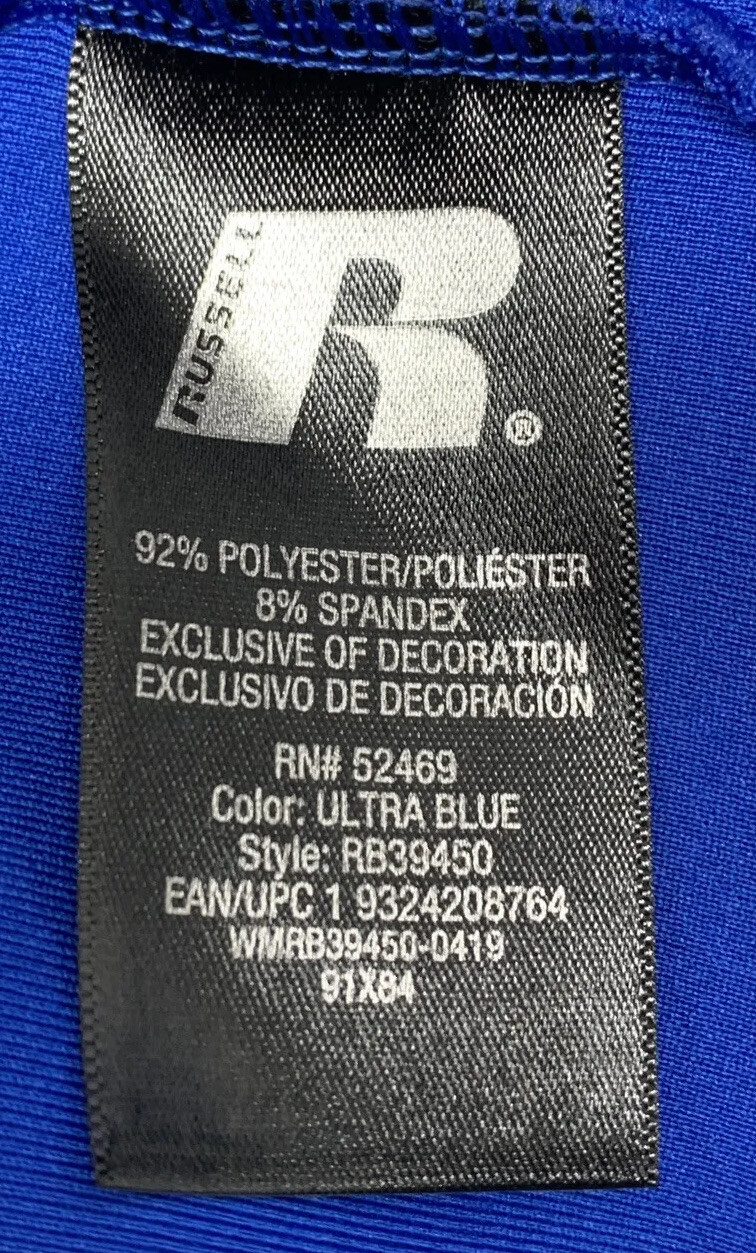 RUSSELL
R®
92% POLYESTER/POLIÉSTER
8% SPANDEX
EXCLUSIVE OF DECORATION
EXCLUSIVO DE DECORACIÓN
RN# 52469
Color: ULTRA BLUE
Style: RB39450
EAN/UPC 1 9324208764
WMRB39450-0419
91X84